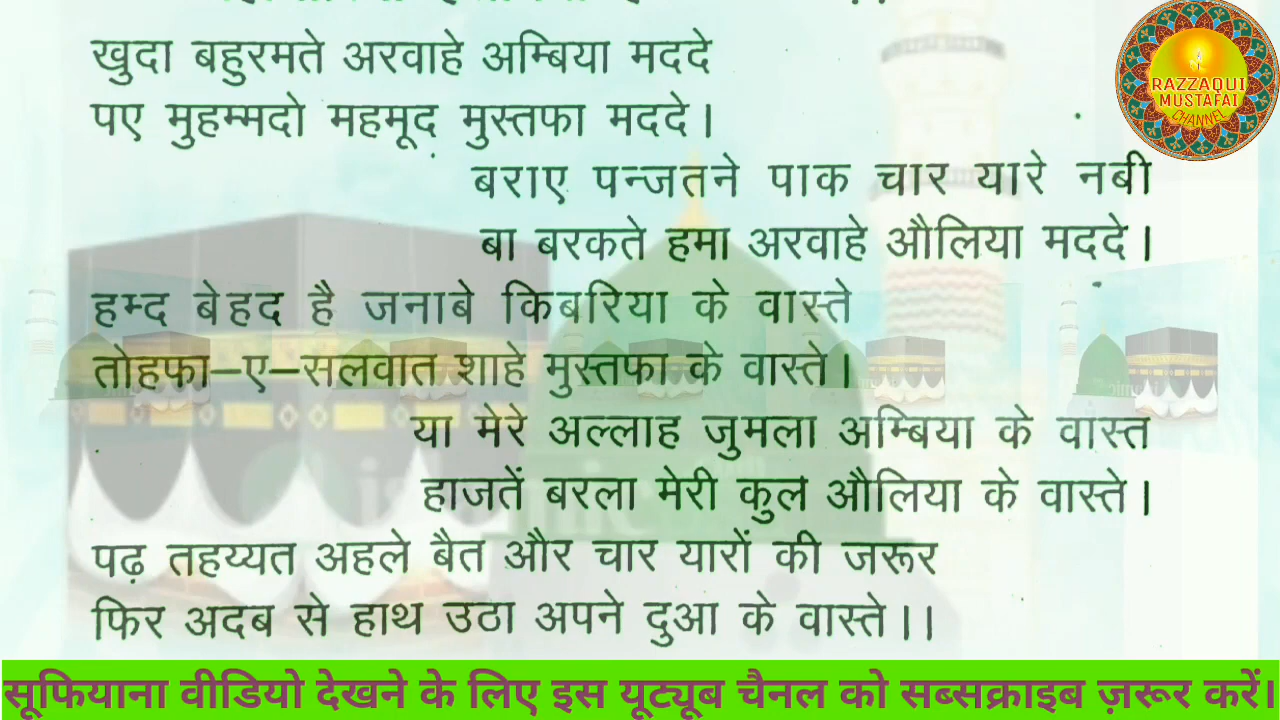 खुदा बहुरमते अरवाहे अम्बिया मददे
पए मुहम्मदो महमूद मुस्तफा मददे।
बराए पन्जतने पाक चार यारे नबी
बा बरकते हमा अरवाहे औलिया मददे।
हम्द बेहद है जनाबे किबरिया के वास्ते
तोहफा–ए–सलवात शाहे मुस्तफा के वास्ते।
या मेरे अल्लाह जुमला अम्बिया के वास्त
हाजतें बरला मेरी कुल औलिया के वास्ते।
पढ़ तहय्यत अहले बैत और चार यारों की जरूर
फिर अदब से हाथ उठा अपने दुआ के वास्ते।।
RAZZAQUI
MUSTAFAI
CHANNEL
सूफियाना वीडियो देखने के लिए इस यूट्यूब चैनल को सब्सक्राइब ज़रूर करें।